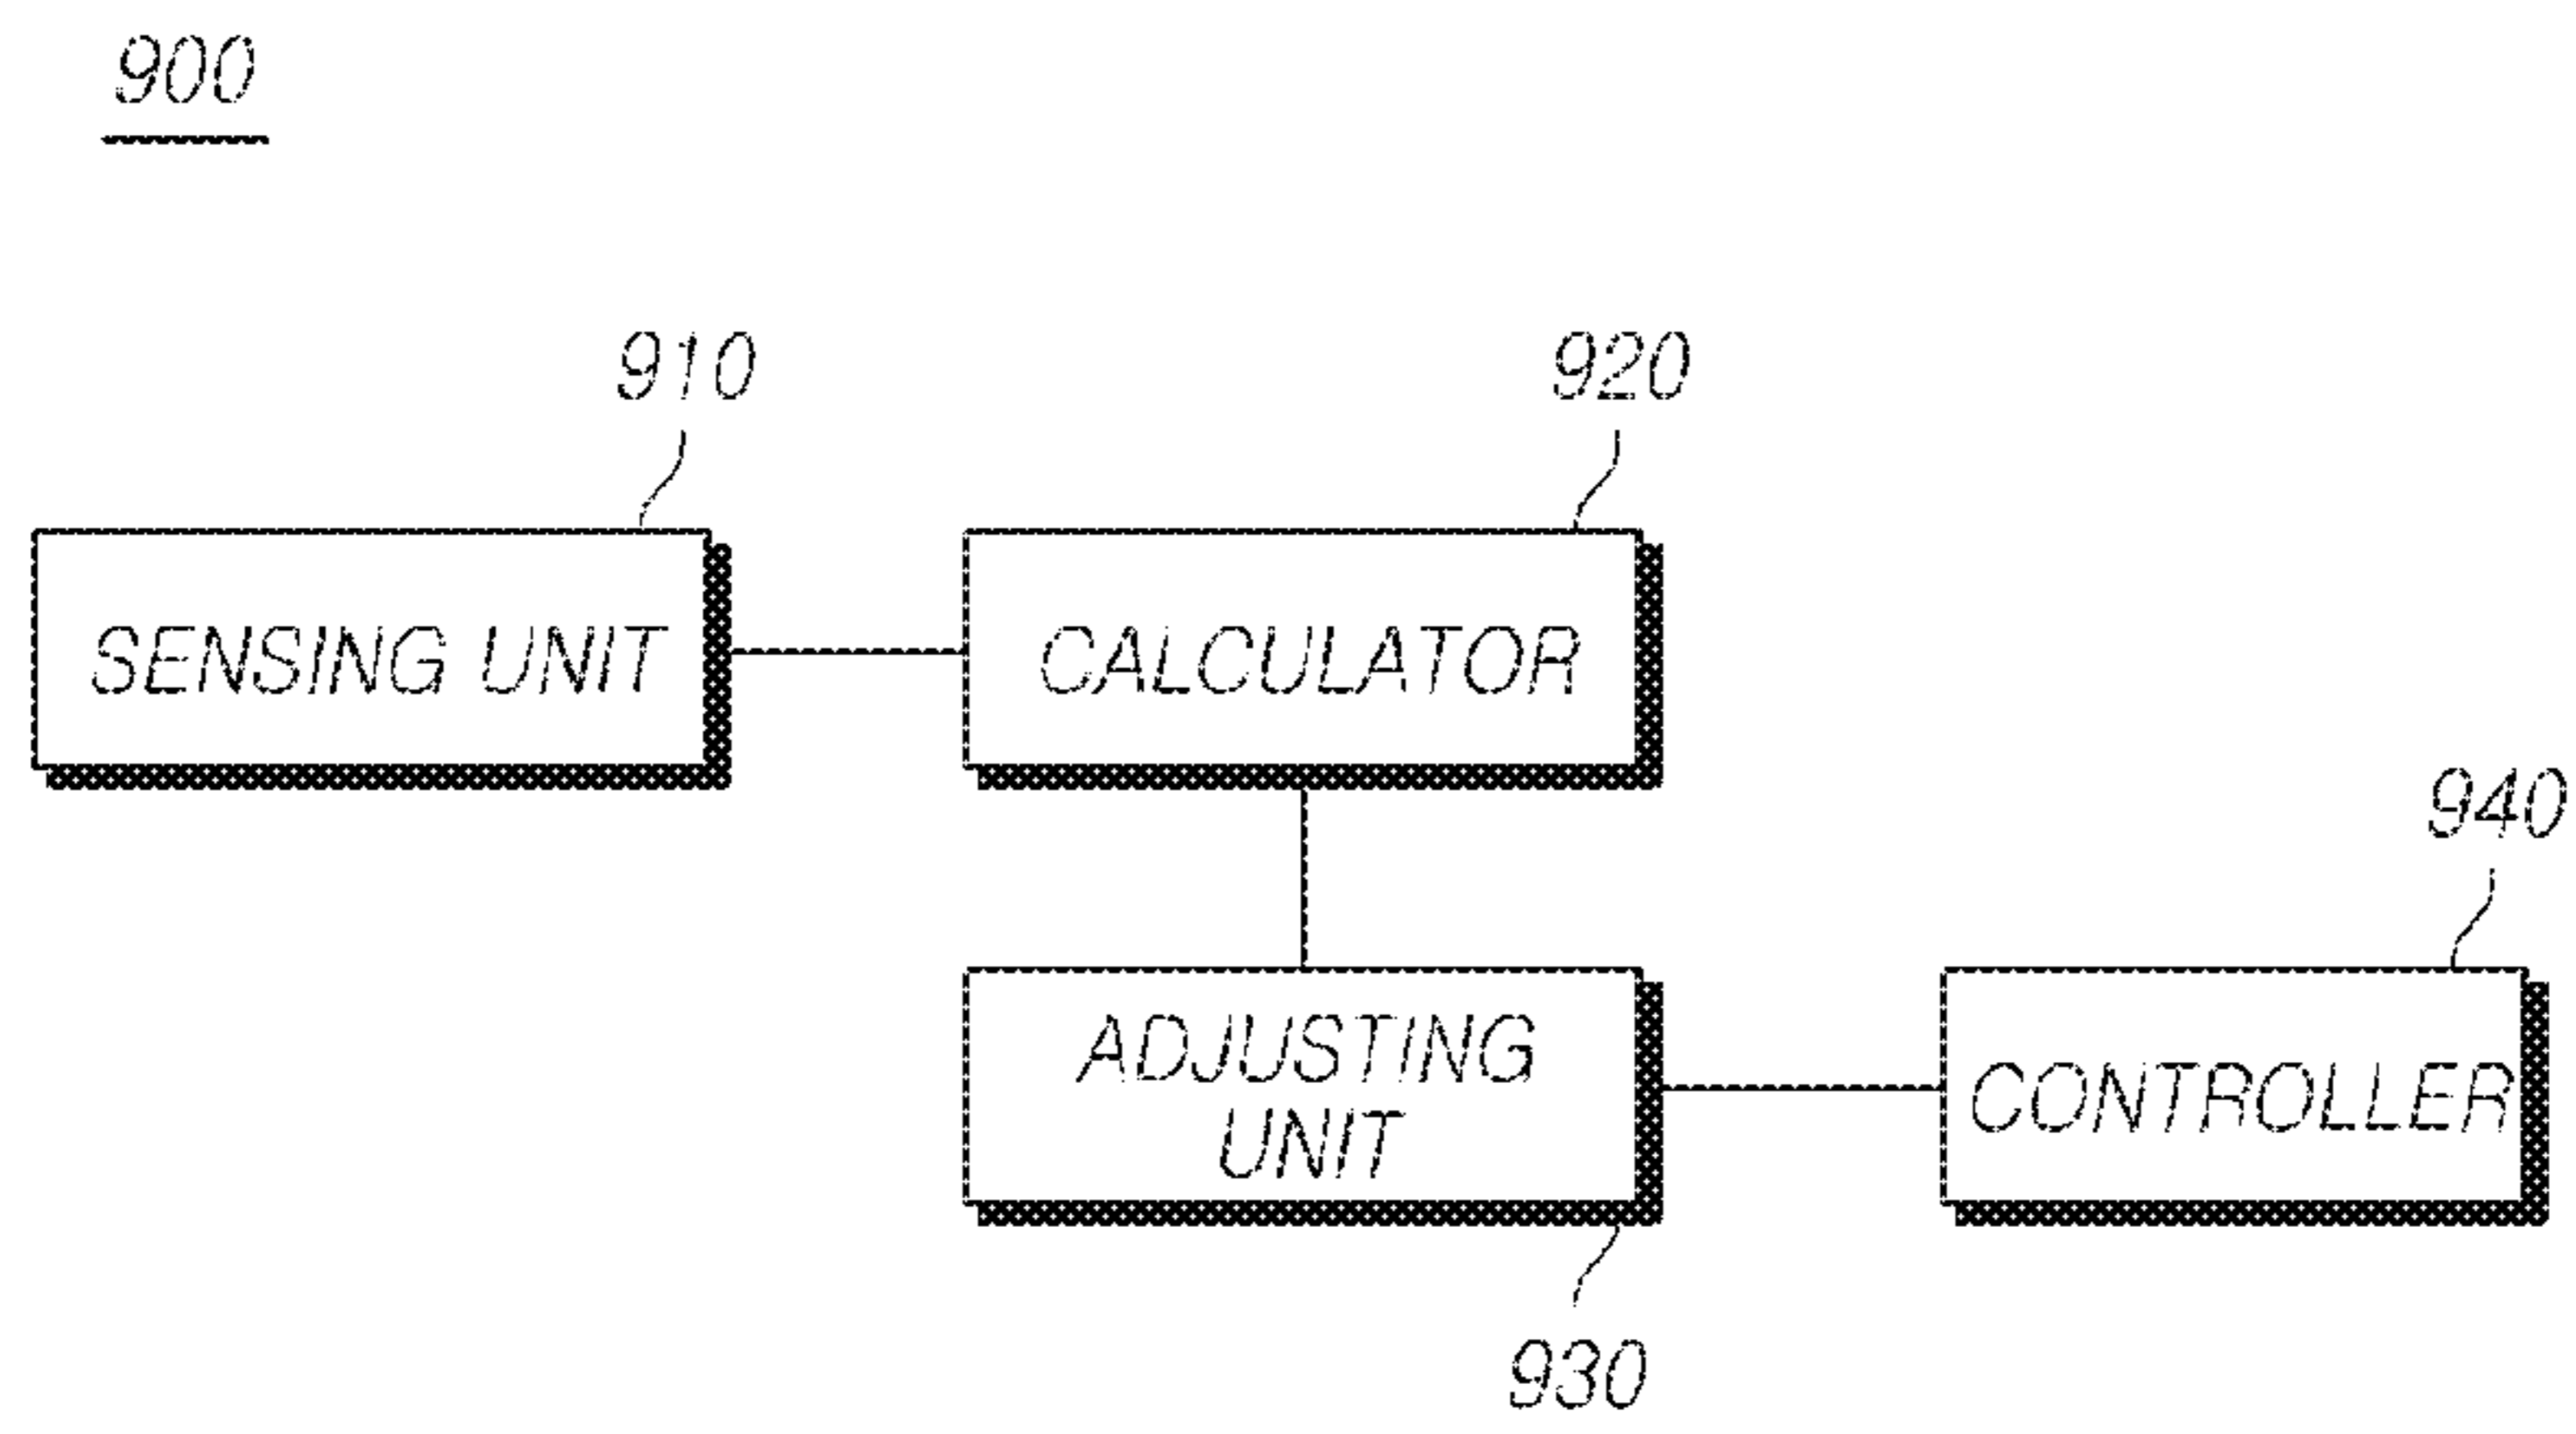 900
910
920
SENSING UNIT
CALCULATOR
940
ADJUSTING
UNIT
CONTROLLER
930